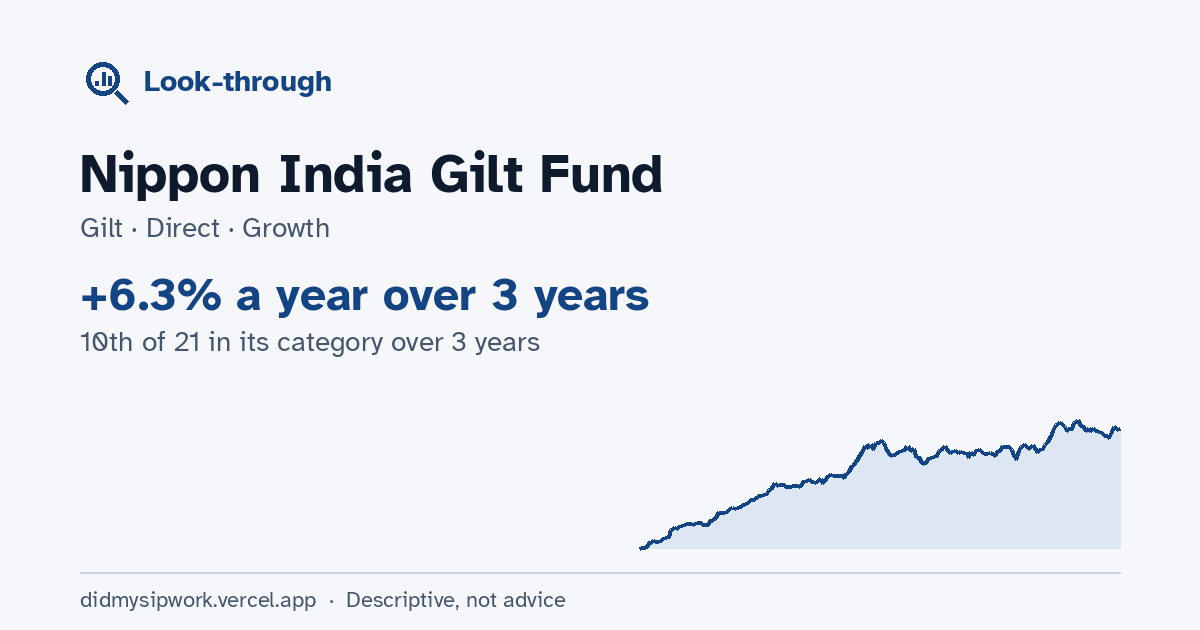 Look-through
Nippon India Gilt Fund
Gilt · Direct · Growth
+6.3% a year over 3 years
10th of 21 in its category over 3 years
didmysipwork.vercel.app · Descriptive, not advice